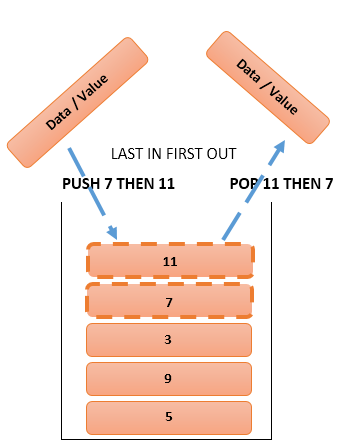 Data / Value
Data / Value
LAST IN FIRST OUT
PUSH 7 THEN 11
POP 11 THEN 7
11
7
3
9
5